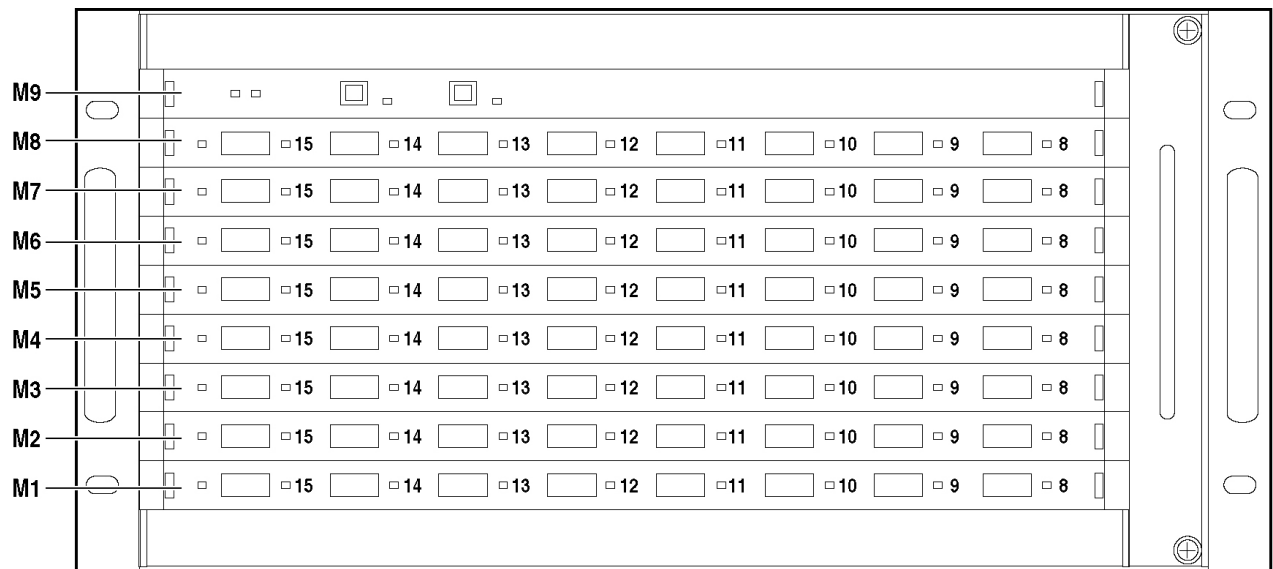 M9
M8 15 14 13 12 11 10 9 8
M7 15 14 13 12 11 10 9 8
M6 15 14 13 12 11 10 9 8
M5 15 14 13 12 11 10 9 8
M4 15 14 13 12 11 10 9 8
M3 15 14 13 12 11 10 9 8
M2 15 14 13 12 11 10 9 8
M1 15 14 13 12 11 10 9 8